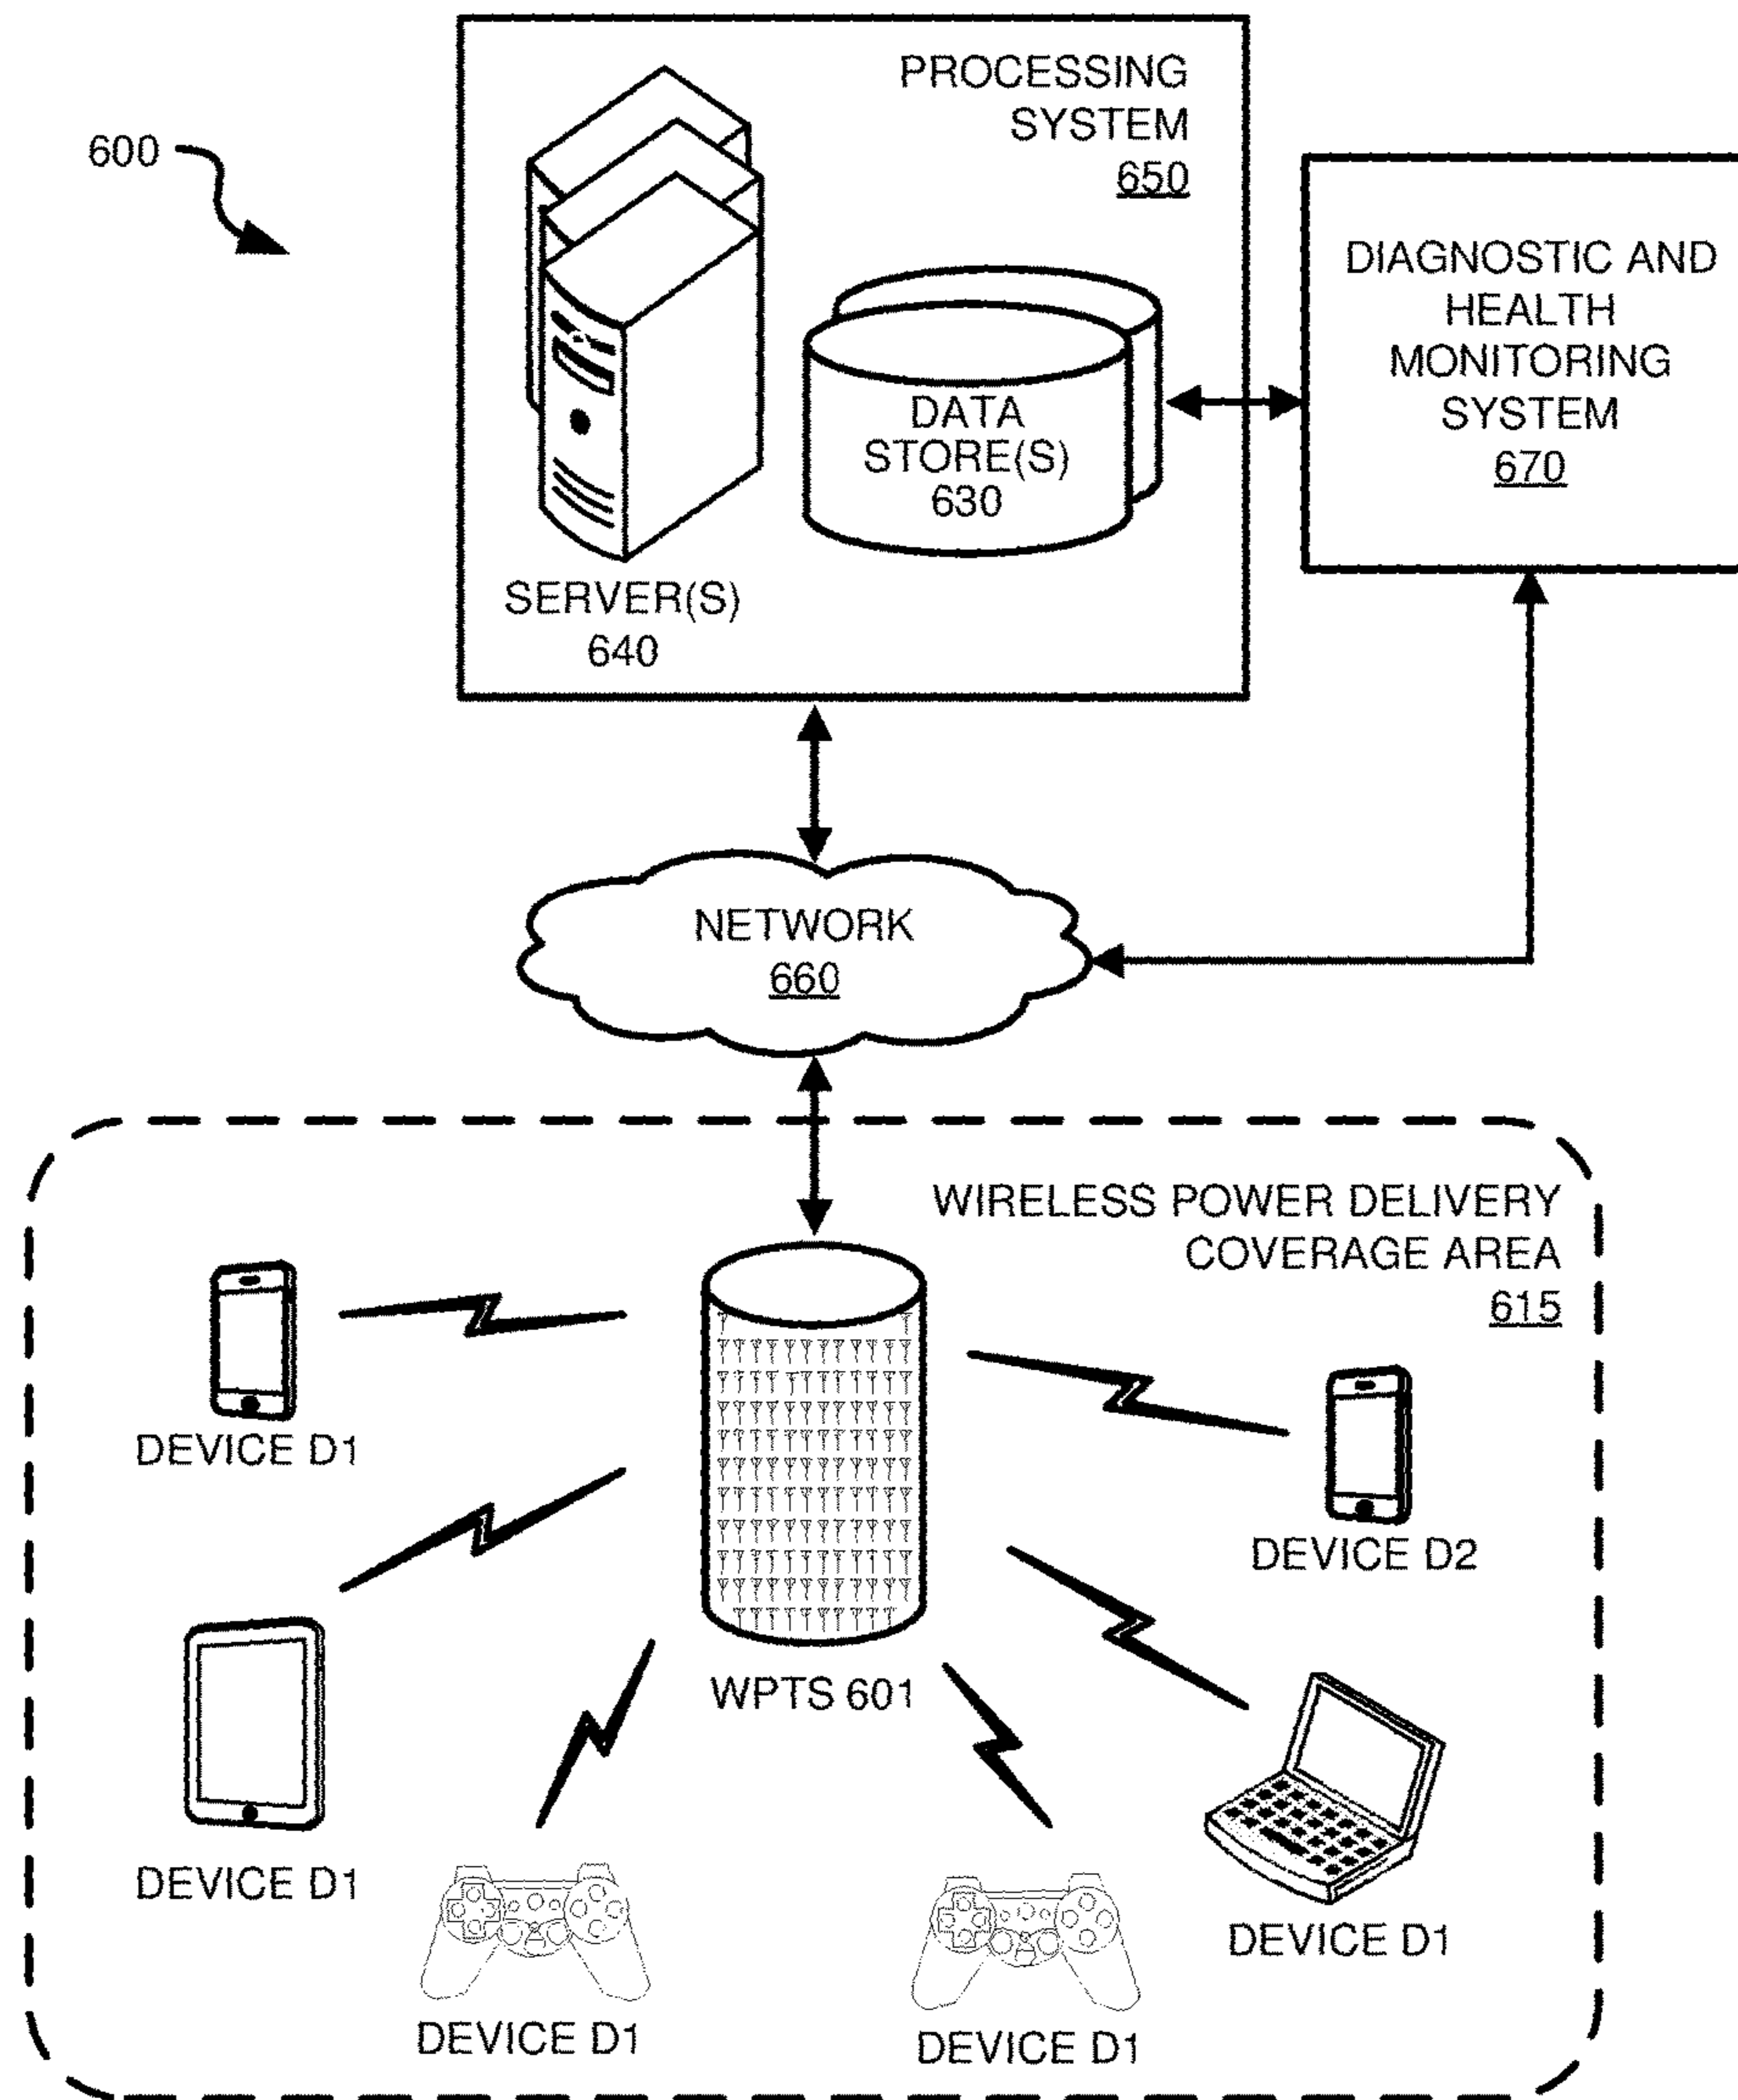 600
PROCESSING
SYSTEM
650
DIAGNOSTIC AND
HEALTH
MONITORING
SYSTEM
670
DATA
STORE(S)
630
SERVER(S)
640
NETWORK
660
WIRELESS POWER DELIVERY
COVERAGE AREA
615
DEVICE D1
DEVICE D2
WPTS 601
DEVICE D1
DEVICE D1
DEVICE D1
DEVICE D1